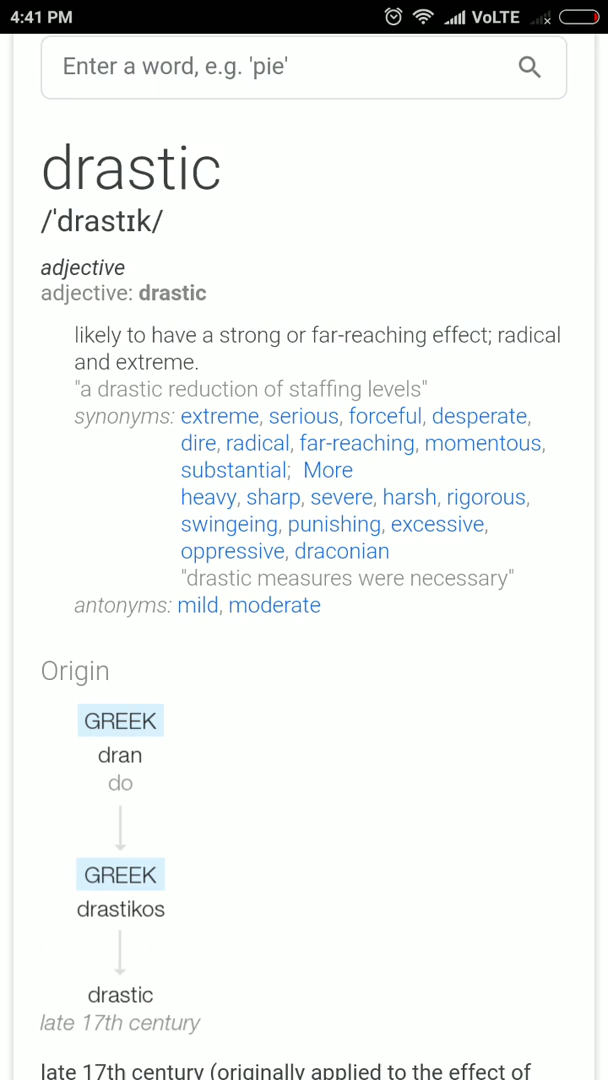 4:41 PM VoLTE
Enter a word, e.g. 'pie'
drastic
/ˈdrastɪk/
adjective
adjective: drastic
likely to have a strong or far-reaching effect; radical
and extreme.
"a drastic reduction of staffing levels"
synonyms: extreme, serious, forceful, desperate,
dire, radical, far-reaching, momentous,
substantial; More
heavy, sharp, severe, harsh, rigorous,
swingeing, punishing, excessive,
oppressive, draconian
"drastic measures were necessary"
antonyms: mild, moderate
Origin
GREEK
dran
do
GREEK
drastikos
drastic
late 17th century
late 17th century (originally applied to the effect of